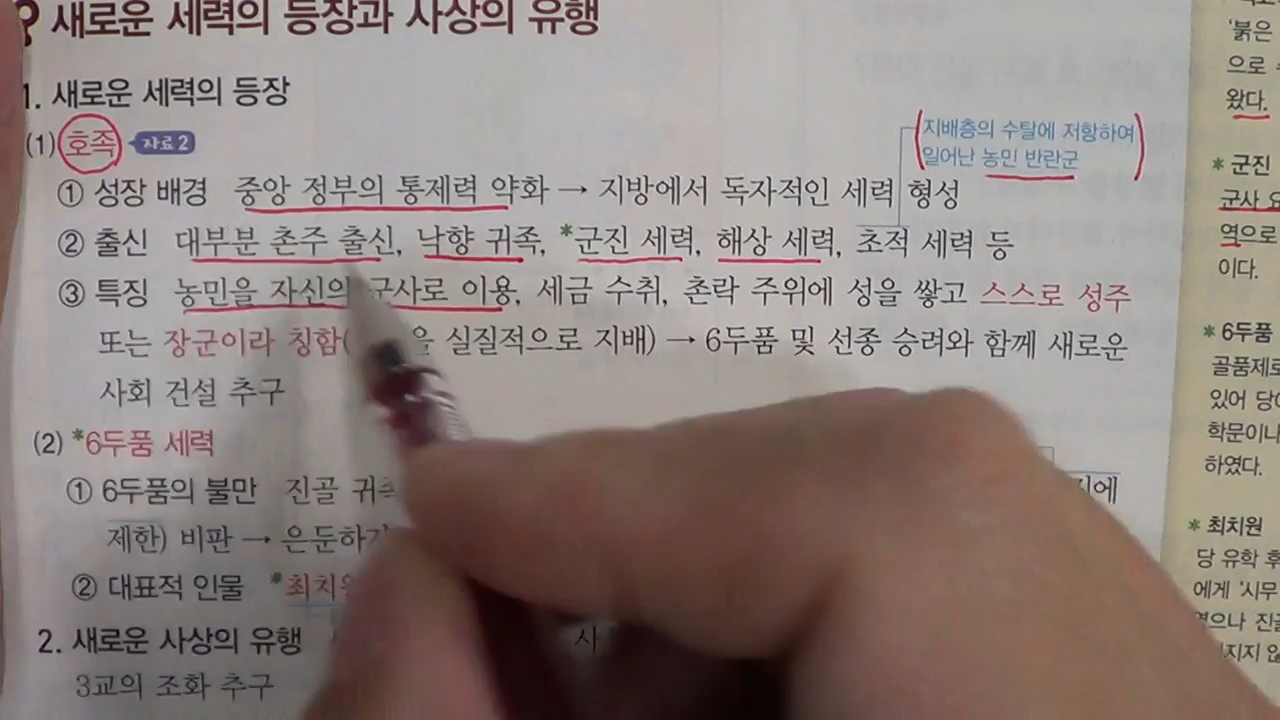 새로운 세력의 등장과 사상의 유행
1. 새로운 세력의 등장
(1) 호족 자료 2
지배층의 수탈에 저항하여
일어난 농민 반란군
① 성장 배경 중앙 정부의 통제력 약화 → 지방에서 독자적인 세력 형성
② 출신 대부분 촌주 출신, 낙향 귀족, *군진 세력, 해상 세력, 초적 세력 등
③ 특징 농민을 자신의 군사로 이용, 세금 수취, 촌락 주위에 성을 쌓고 스스로 성주
또는 장군이라 칭함( 을 실질적으로 지배) → 6두품 및 선종 승려와 함께 새로운
사회 건설 추구
(2) *6두품 세력
① 6두품의 불만 진골 귀족
제한) 비판 → 은둔하거
② 대표적 인물 *최치원
2. 새로운 사상의 유행
3교의 조화 추구
'붉은
으로
왔다.
* 군진
군사 요
역으로
이다.
* 6두품
골품제로
있어 당에
학문이나
하였다.
* 최치원
당 유학 후
에게 '시무
였으나 진골